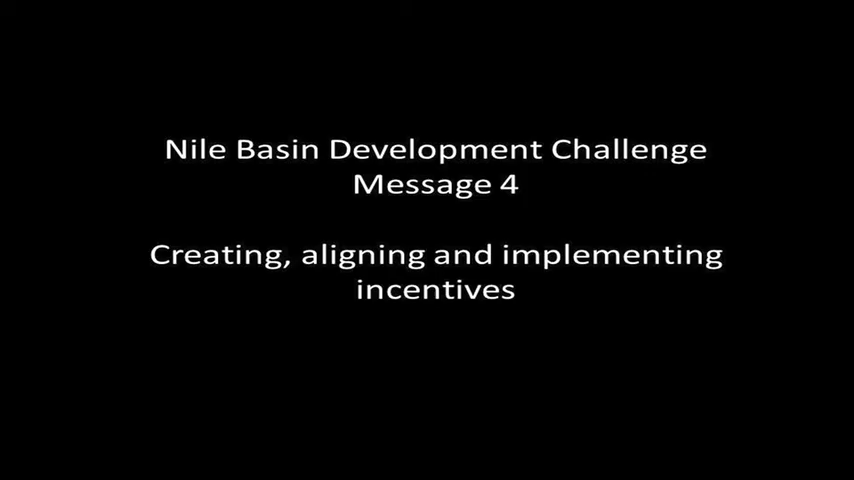 Nile Basin Development Challenge
Message 4
Creating, aligning and implementing
incentives